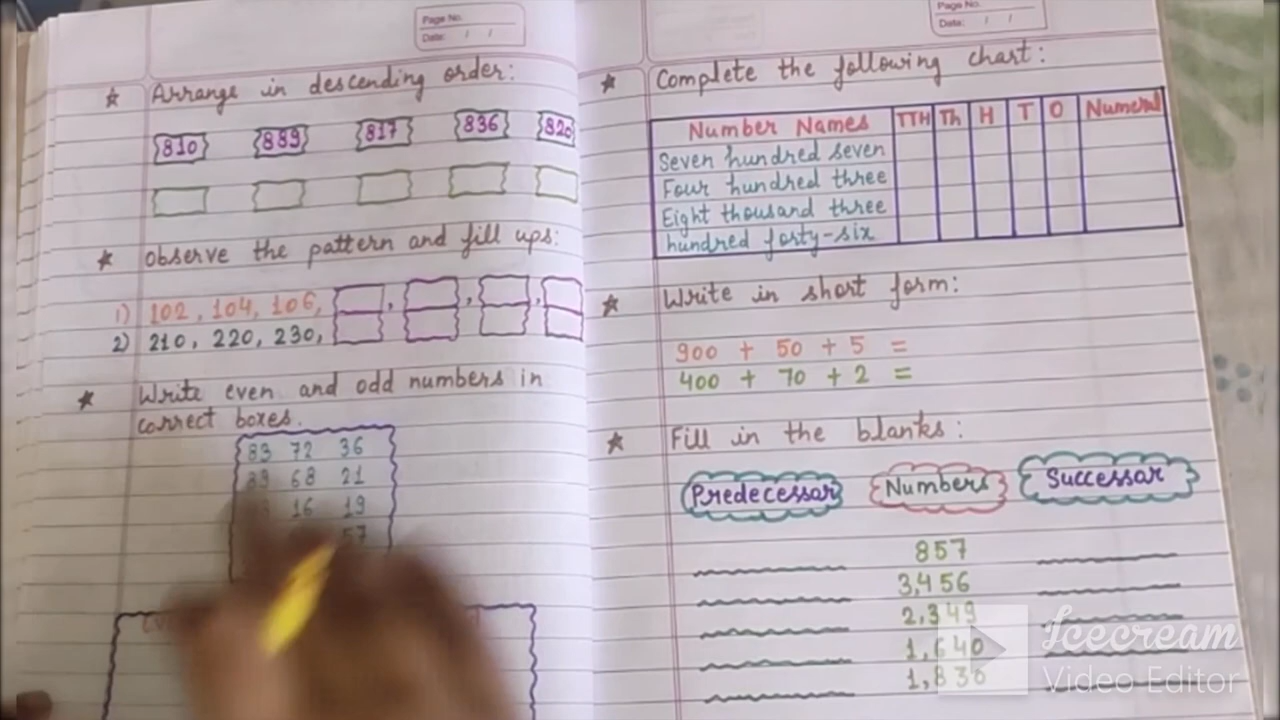 Page No.
Date: / /
Arrange in descending order:
810 889 817 836 820
Observe the pattern and fill ups:
1) 102, 104, 106, , , ,
2) 210, 220, 230,
Write even and odd numbers in
correct boxes.
83 72 36
39 68 21
16 19
57
Page No.
Date: / /
Complete the following chart:
Number Names TTH Th H T O Numeral
Seven hundred seven
Four hundred three
Eight thousand three
hundred forty-six
Write in short form:
900 + 50 + 5 =
400 + 70 + 2 =
Fill in the blanks:
Predecessar Numbers Successar
857
3,456
2,349
1,640
1,830
Icecream
Video Editor